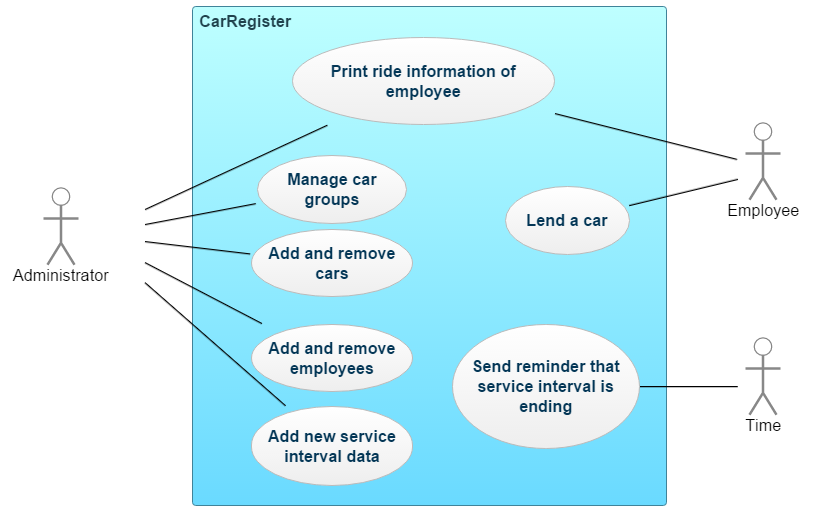 CarRegister
Print ride information of
employee
Manage car
groups
Lend a car
Employee
Administrator
Add and remove
cars
Add and remove
employees
Send reminder that
service interval is
ending
Time
Add new service
interval data